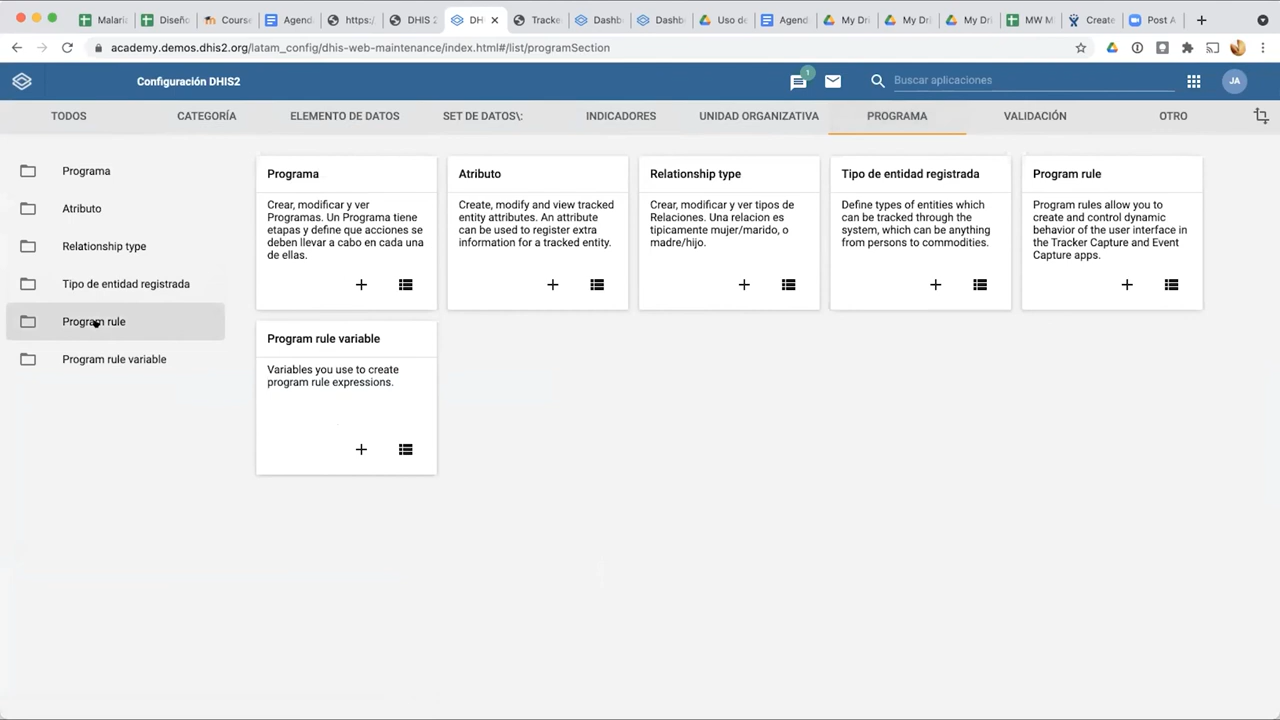 Malari
Diseño
Course
Agend
https:/
DHIS 2
DH
Tracke
Dashb
Dashb
Uso de
Agend
My Dri
My Dri
My Dri
MW M
Create
Post A
academy.demos.dhis2.org/latam_config/dhis-web-maintenance/index.html#/list/programSection
Configuración DHIS2
1
Buscar aplicaciones
JA
TODOS
CATEGORÍA
ELEMENTO DE DATOS
SET DE DATOS\:
INDICADORES
UNIDAD ORGANIZATIVA
PROGRAMA
VALIDACIÓN
OTRO
Programa
Atributo
Relationship type
Tipo de entidad registrada
Program rule
Program rule variable
Programa
Crear, modificar y ver
Programas. Un Programa tiene
etapas y define que acciones se
deben llevar a cabo en cada una
de ellas.
Atributo
Create, modify and view tracked
entity attributes. An attribute
can be used to register extra
information for a tracked entity.
Relationship type
Crear, modificar y ver tipos de
Relaciones. Una relacion es
tipicamente mujer/marido, o
madre/hijo.
Tipo de entidad registrada
Define types of entities which
can be tracked through the
system, which can be anything
from persons to commodities.
Program rule
Program rules allow you to
create and control dynamic
behavior of the user interface in
the Tracker Capture and Event
Capture apps.
Program rule variable
Variables you use to create
program rule expressions.